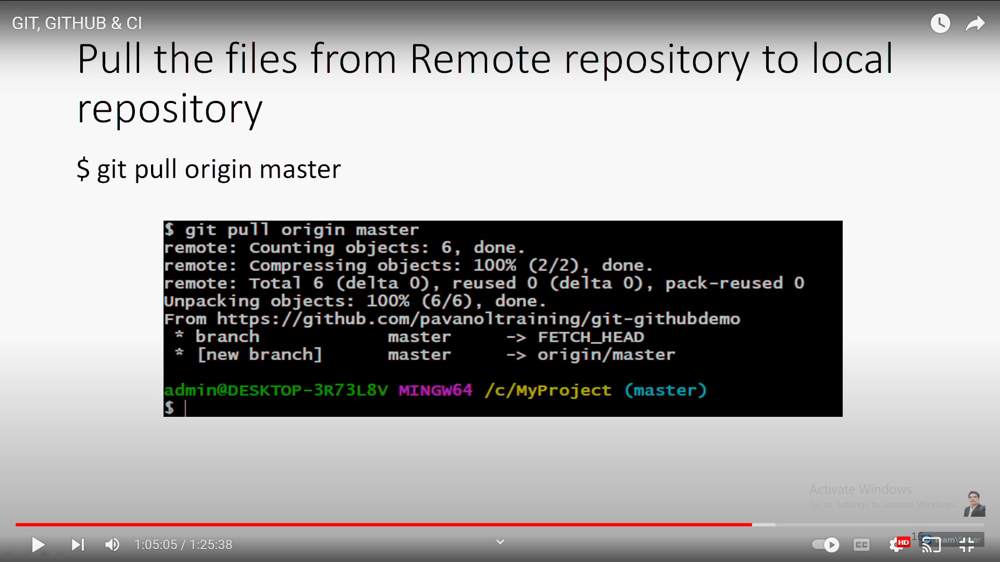 GIT, GITHUB & CI
Pull the files from Remote repository to local
repository
$ git pull origin master
$ git pull origin master
remote: Counting objects: 6, done.
remote: Compressing objects: 100% (2/2), done.
remote: Total 6 (delta 0), reused 0 (delta 0), pack-reused 0
Unpacking objects: 100% (6/6), done.
From https://github.com/pavanoltraining/git-githubdemo
 * branch            master     -> FETCH_HEAD
 * [new branch]      master     -> origin/master
admin@DESKTOP-3R73L8V MINGW64 /c/MyProject (master)
$
Activate Windows
Go to Settings to activate Windows.
1:05:05 / 1:25:38
CC
HD
16
TeamViewer